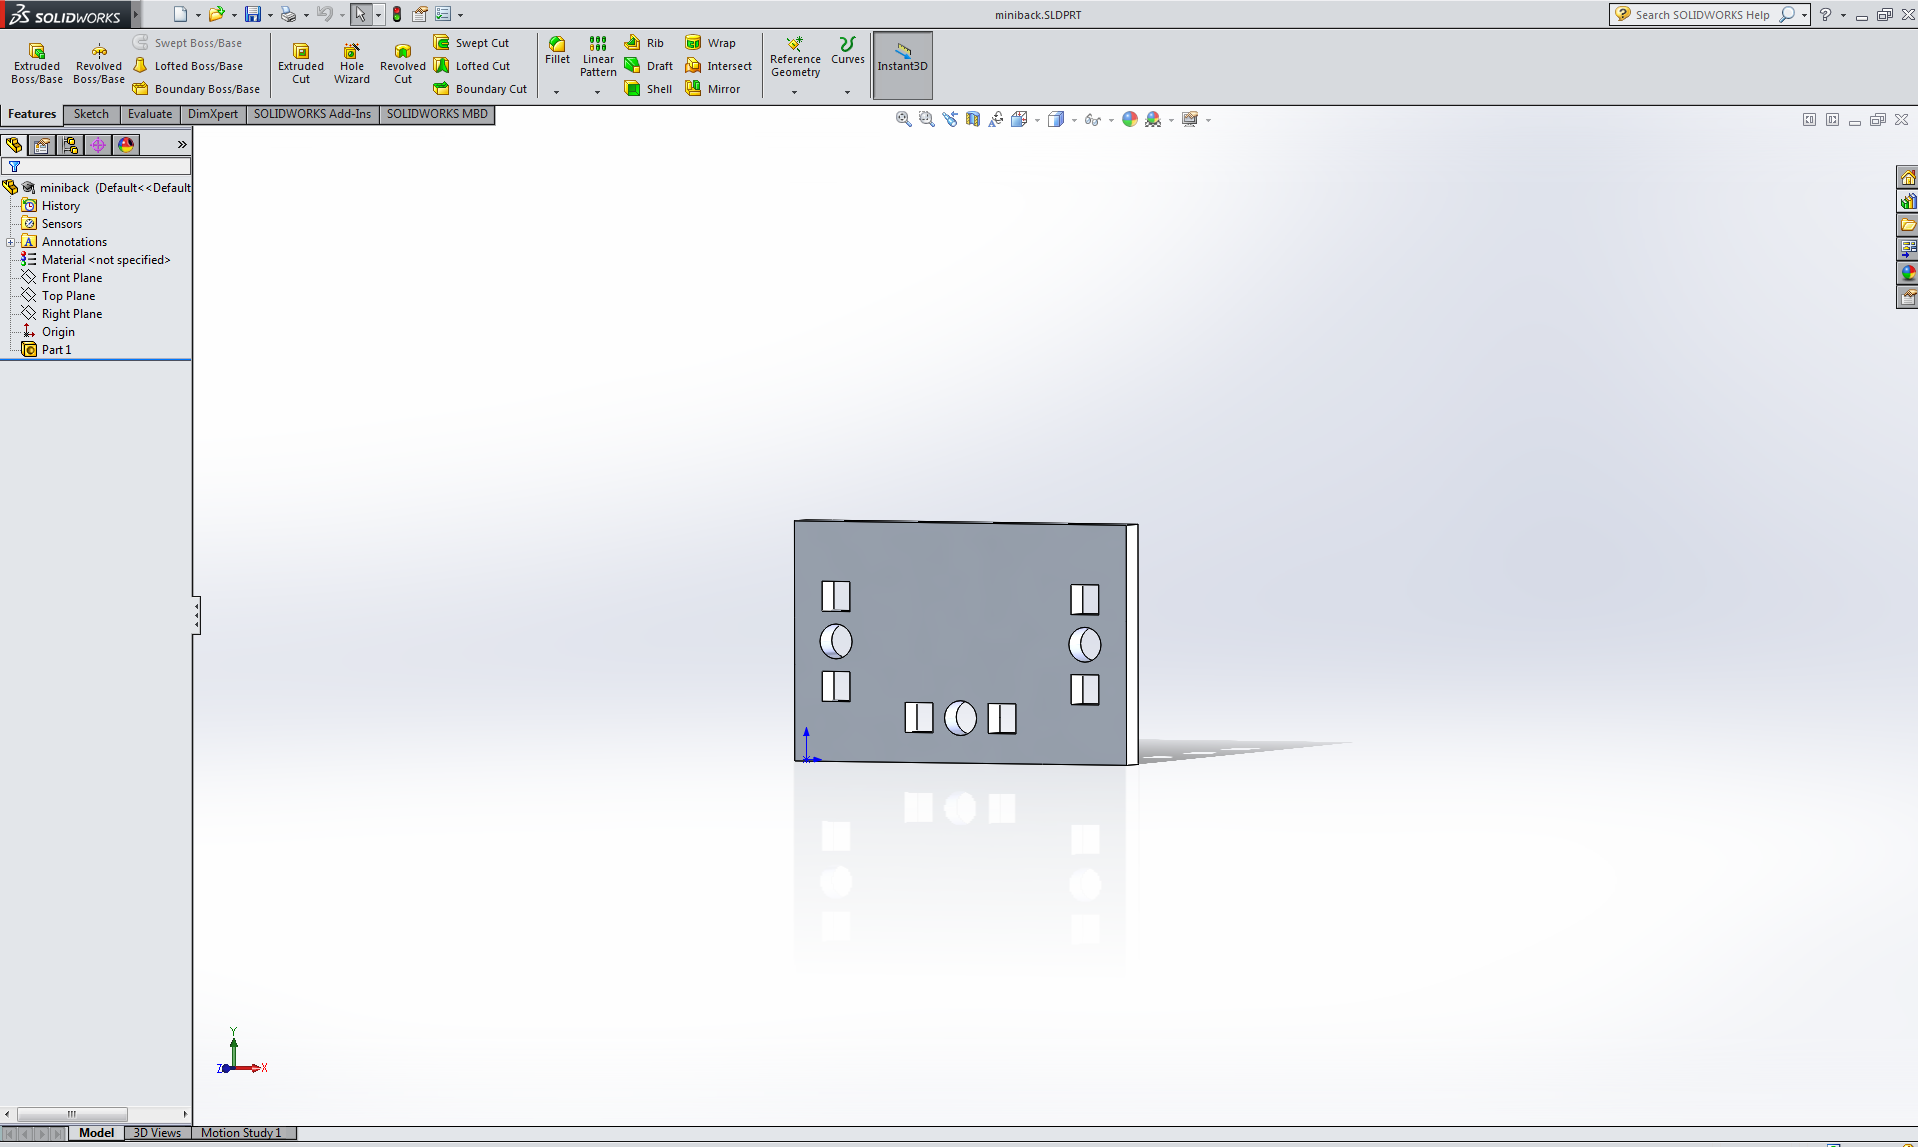 SOLIDWORKS
miniback.SLDPRT
Search SOLIDWORKS Help
Extruded Boss/Base
Revolved Boss/Base
Swept Boss/Base
Lofted Boss/Base
Boundary Boss/Base
Extruded Cut
Hole Wizard
Revolved Cut
Swept Cut
Lofted Cut
Boundary Cut
Fillet
Linear Pattern
Rib
Draft
Shell
Wrap
Intersect
Mirror
Reference Geometry
Curves
Instant3D
Features
Sketch
Evaluate
DimXpert
SOLIDWORKS Add-Ins
SOLIDWORKS MBD
miniback (Default<<Default
History
Sensors
Annotations
Material <not specified>
Front Plane
Top Plane
Right Plane
Origin
Part 1
Y
Z
X
Model
3D Views
Motion Study 1